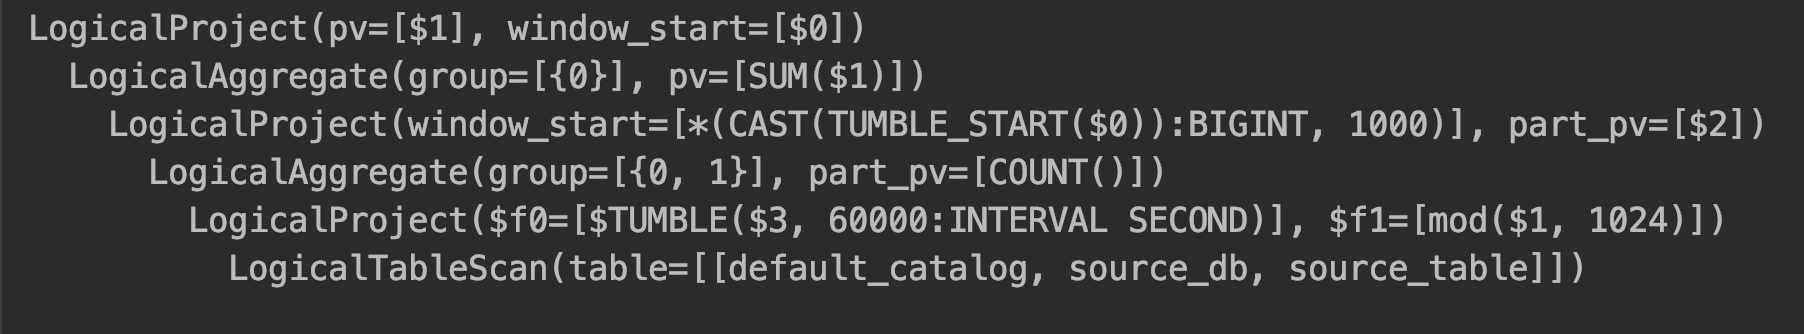 LogicalProject(pv=[$1], window_start=[$0])
LogicalAggregate(group=[{0}], pv=[SUM($1)])
LogicalProject(window_start=[*(CAST(TUMBLE_START($0)):BIGINT, 1000)], part_pv=[$2])
LogicalAggregate(group=[{0, 1}], part_pv=[COUNT()])
LogicalProject($f0=[$TUMBLE($3, 60000:INTERVAL SECOND)], $f1=[mod($1, 1024)])
LogicalTableScan(table=[[default_catalog, source_db, source_table]])